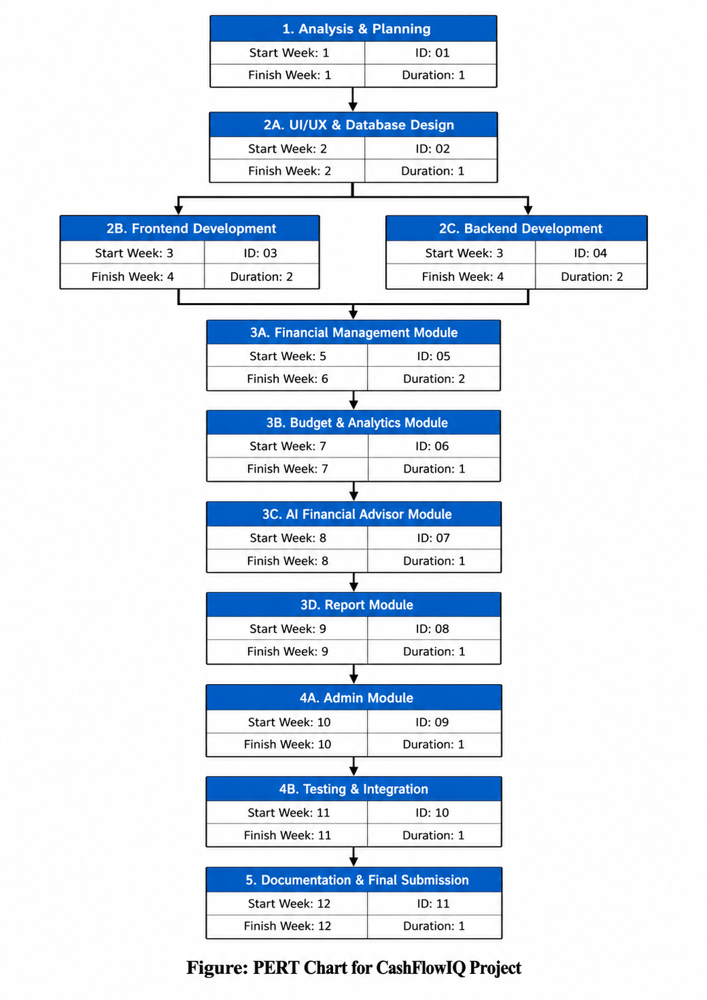 1. Analysis & Planning
Start Week: 1 ID: 01
Finish Week: 1 Duration: 1
2A. UI/UX & Database Design
Start Week: 2 ID: 02
Finish Week: 2 Duration: 1
2B. Frontend Development
Start Week: 3 ID: 03
Finish Week: 4 Duration: 2
2C. Backend Development
Start Week: 3 ID: 04
Finish Week: 4 Duration: 2
3A. Financial Management Module
Start Week: 5 ID: 05
Finish Week: 6 Duration: 2
3B. Budget & Analytics Module
Start Week: 7 ID: 06
Finish Week: 7 Duration: 1
3C. AI Financial Advisor Module
Start Week: 8 ID: 07
Finish Week: 8 Duration: 1
3D. Report Module
Start Week: 9 ID: 08
Finish Week: 9 Duration: 1
4A. Admin Module
Start Week: 10 ID: 09
Finish Week: 10 Duration: 1
4B. Testing & Integration
Start Week: 11 ID: 10
Finish Week: 11 Duration: 1
5. Documentation & Final Submission
Start Week: 12 ID: 11
Finish Week: 12 Duration: 1
Figure: PERT Chart for CashFlowIQ Project